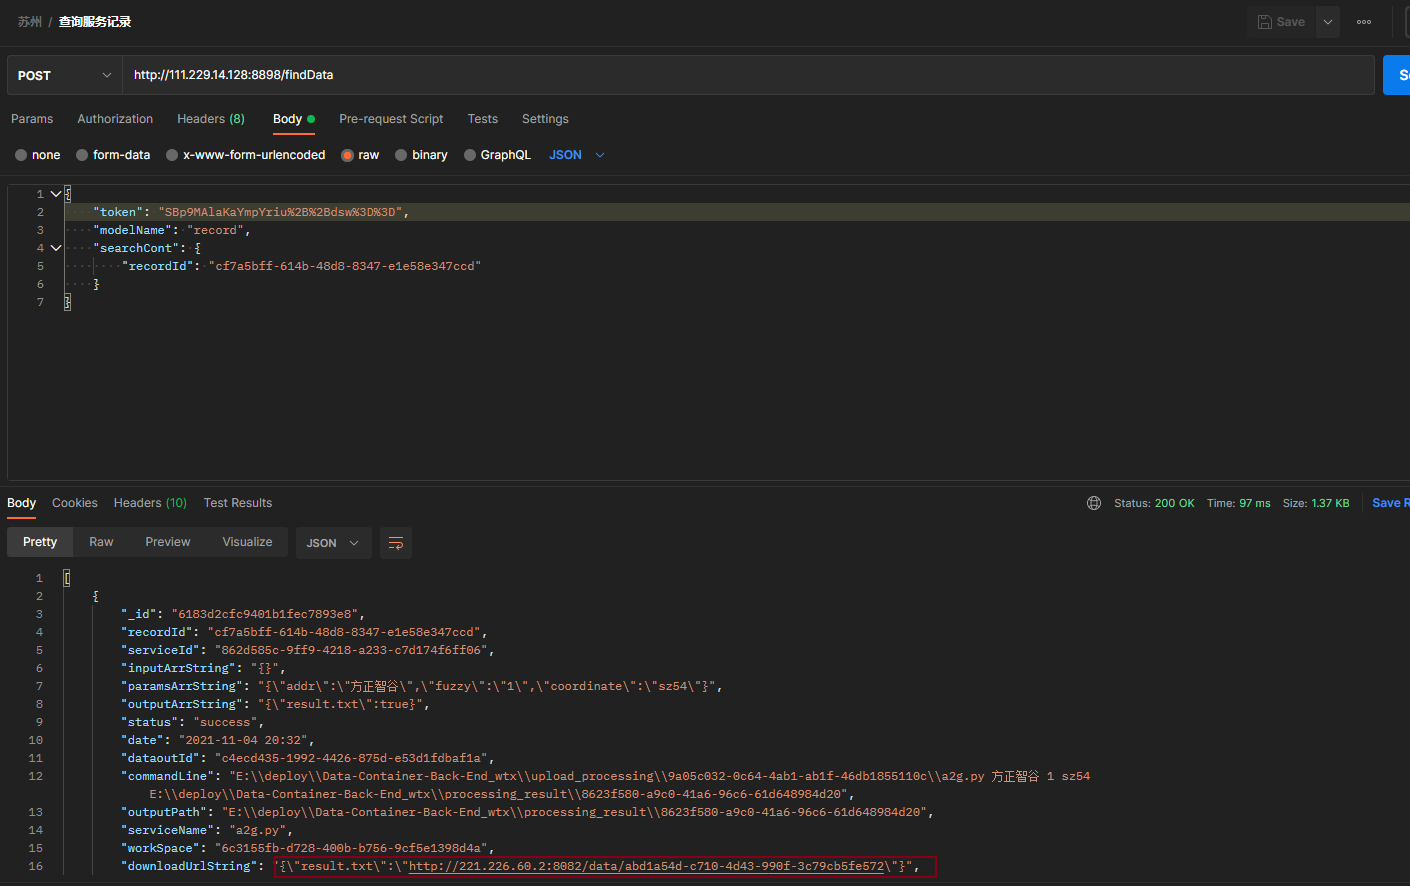 苏州 / 查询服务记录
Save
POST
http://111.229.14.128:8898/findData
Params Authorization Headers (8) Body Pre-request Script Tests Settings
none form-data x-www-form-urlencoded raw binary GraphQL JSON
1 {
2 "token": "SBp9MAlaKaYmpYriu%2B%2Bdsw%3D%3D",
3 "modelName": "record",
4 "searchCont": {
5 "recordId": "cf7a5bff-614b-48d8-8347-e1e58e347ccd"
6 }
7 }
Body Cookies Headers (10) Test Results Status: 200 OK Time: 97 ms Size: 1.37 KB Save R
Pretty Raw Preview Visualize JSON
1 [
2 {
3 "_id": "6183d2cfc9401b1fec7893e8",
4 "recordId": "cf7a5bff-614b-48d8-8347-e1e58e347ccd",
5 "serviceId": "862d585c-9ff9-4218-a233-c7d174f6ff06",
6 "inputArrString": "{}",
7 "paramsArrString": "{\"addr\":\"方正智谷\",\"fuzzy\":\"1\",\"coordinate\":\"sz54\"}",
8 "outputArrString": "{\"result.txt\":true}",
9 "status": "success",
10 "date": "2021-11-04 20:32",
11 "dataoutId": "c4ecd435-1992-4426-875d-e53d1fdbaf1a",
12 "commandLine": "E:\\deploy\\Data-Container-Back-End_wtx\\upload_processing\\9a05c032-0c64-4ab1-ab1f-46db1855110c\\a2g.py 方正智谷 1 sz54
E:\\deploy\\Data-Container-Back-End_wtx\\processing_result\\8623f580-a9c0-41a6-96c6-61d648984d20",
13 "outputPath": "E:\\deploy\\Data-Container-Back-End_wtx\\processing_result\\8623f580-a9c0-41a6-96c6-61d648984d20",
14 "serviceName": "a2g.py",
15 "workSpace": "6c3155fb-d728-400b-b756-9cf5e1398d4a",
16 "downloadUrlString": "{\"result.txt\":\"http://221.226.60.2:8082/data/abd1a54d-c710-4d43-990f-3c79cb5fe572\"}",